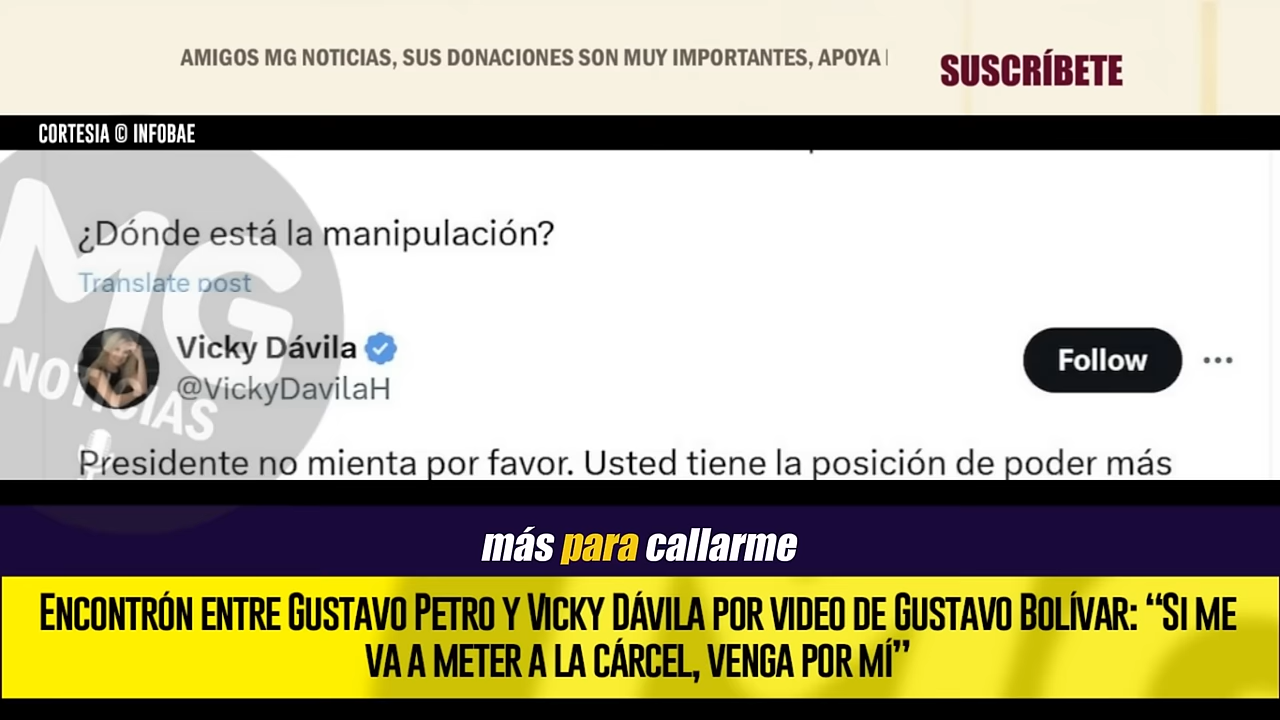 AMIGOS MG NOTICIAS, SUS DONACIONES SON MUY IMPORTANTES, APOYA
SUSCRÍBETE
CORTESIA © INFOBAE
¿Dónde está la manipulación?
Translate post
Vicky Dávila
@VickyDavilaH
Follow
MG
NOTICIAS
Presidente no mienta por favor. Usted tiene la posición de poder más
más para callarme
ENCONTRÓN ENTRE GUSTAVO PETRO Y VICKY DÁVILA POR VIDEO DE GUSTAVO BOLÍVAR: “SI ME
VA A METER A LA CÁRCEL, VENGA POR MÍ”